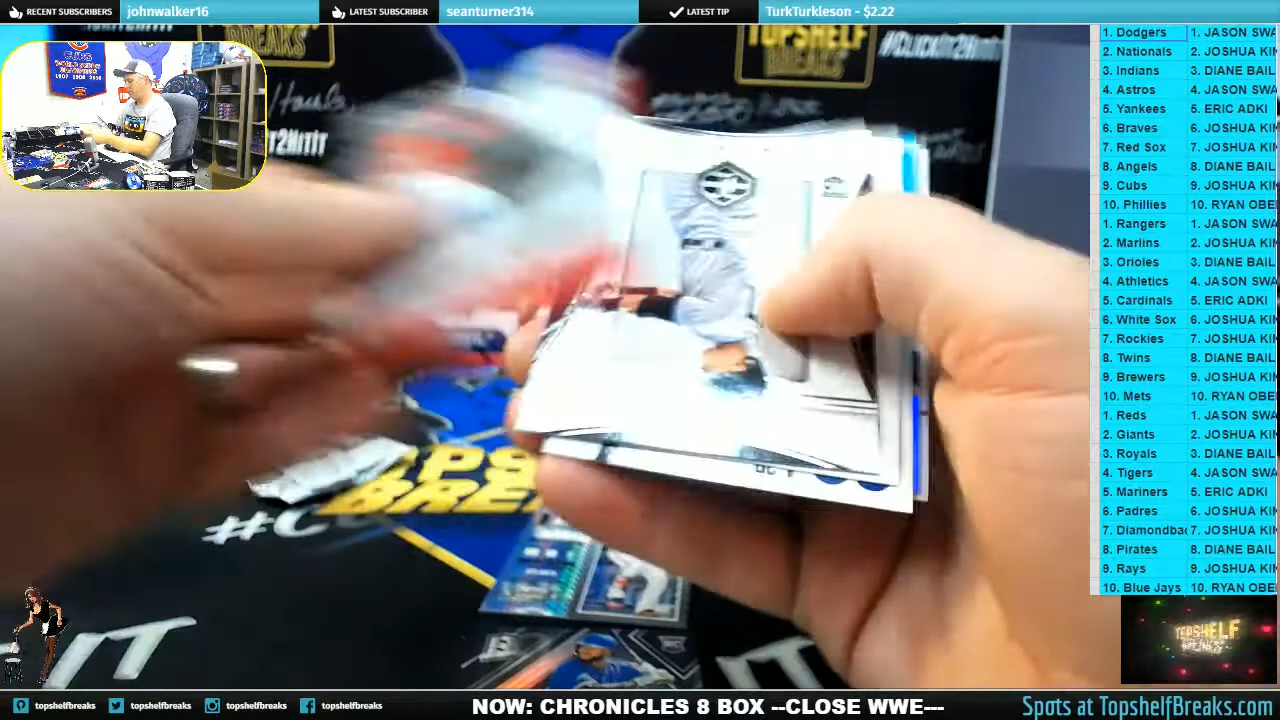 RECENT SUBSCRIBERS johnwalker16 LATEST SUBSCRIBER seanturner314 LATEST TIP TurkTurkleson - $2.22
TOPSHELF
BREAKS
CUBS
1. Dodgers 1. JASON SWA
2. Nationals 2. JOSHUA KI
3. Indians 3. DIANE BAIL
4. Astros 4. JASON SWA
5. Yankees 5. ERIC ADKI
6. Braves 6. JOSHUA KI
7. Red Sox 7. JOSHUA KI
8. Angels 8. DIANE BAIL
9. Cubs 9. JOSHUA KI
10. Phillies 10. RYAN OBE
1. Rangers 1. JASON SWA
2. Marlins 2. JOSHUA KI
3. Orioles 3. DIANE BAIL
4. Athletics 4. JASON SWA
5. Cardinals 5. ERIC ADKI
6. White Sox 6. JOSHUA KI
7. Rockies 7. JOSHUA KI
8. Twins 8. DIANE BAIL
9. Brewers 9. JOSHUA KI
10. Mets 10. RYAN OBE
1. Reds 1. JASON SWA
2. Giants 2. JOSHUA KI
3. Royals 3. DIANE BAIL
4. Tigers 4. JASON SWA
5. Mariners 5. ERIC ADKI
6. Padres 6. JOSHUA KI
7. Diamondbac 7. JOSHUA KI
8. Pirates 8. DIANE BAIL
9. Rays 9. JOSHUA KI
10. Blue Jays 10. RYAN OBE
TOPSHELF
BREAKS
topshelfbreaks topshelfbreaks topshelfbreaks topshelfbreaks NOW: CHRONICLES 8 BOX --CLOSE WWE--- Spots at TopshelfBreaks.com